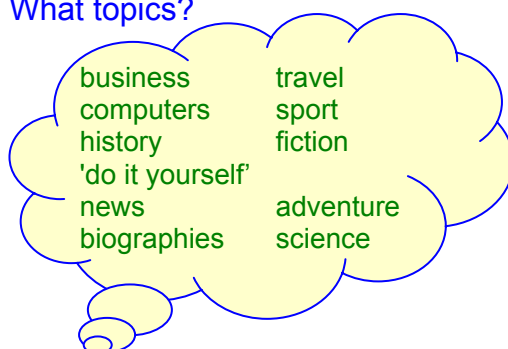 What topics?
business travel
computers sport
history fiction
'do it yourself’
news adventure
biographies science